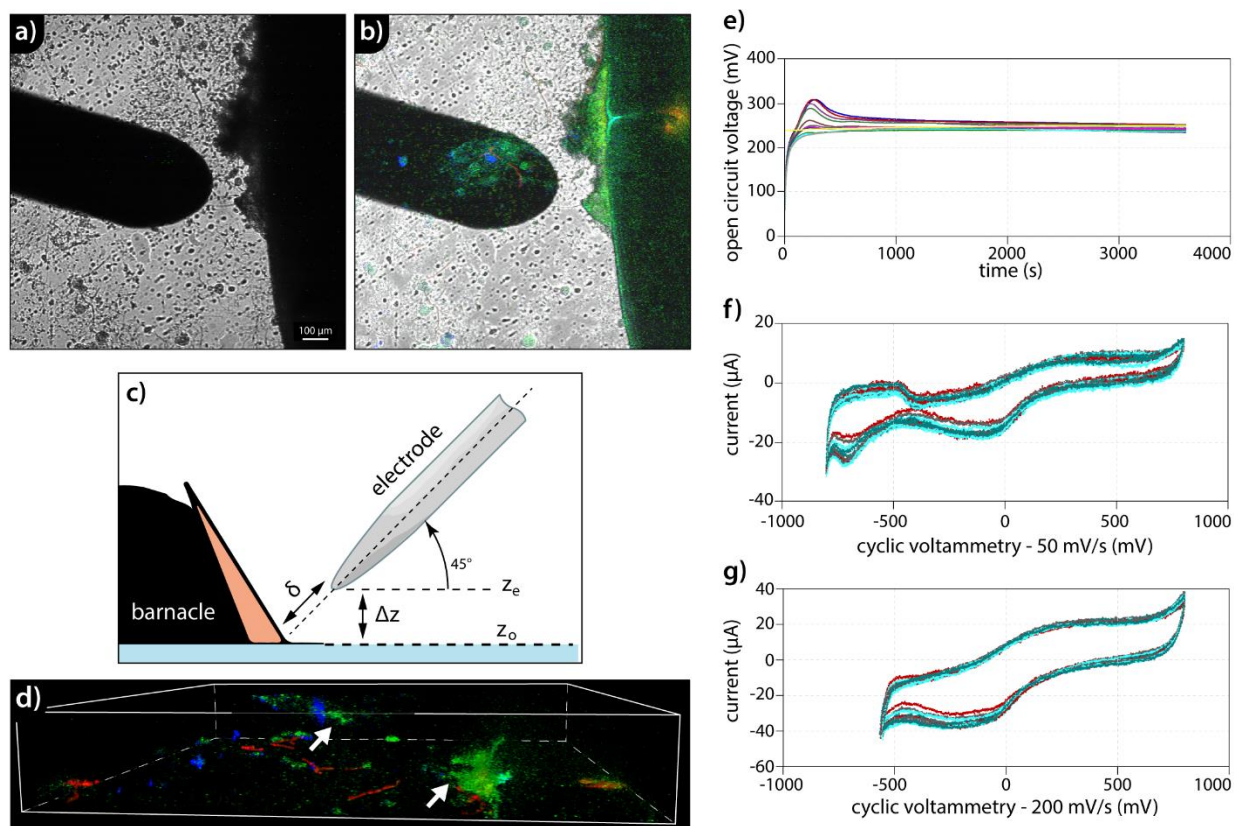 a)
100 µm
b)
c)
electrode
45°
δ
z_e
Δz
z_o
barnacle
d)
e)
open circuit voltage (mV)
400
300
200
100
0
0
1000
2000
3000
4000
time (s)
f)
current (µA)
20
0
-20
-40
-1000
-500
0
500
1000
cyclic voltammetry - 50 mV/s (mV)
g)
current (µA)
40
20
0
-20
-40
-60
-1000
-500
0
500
1000
cyclic voltammetry - 200 mV/s (mV)